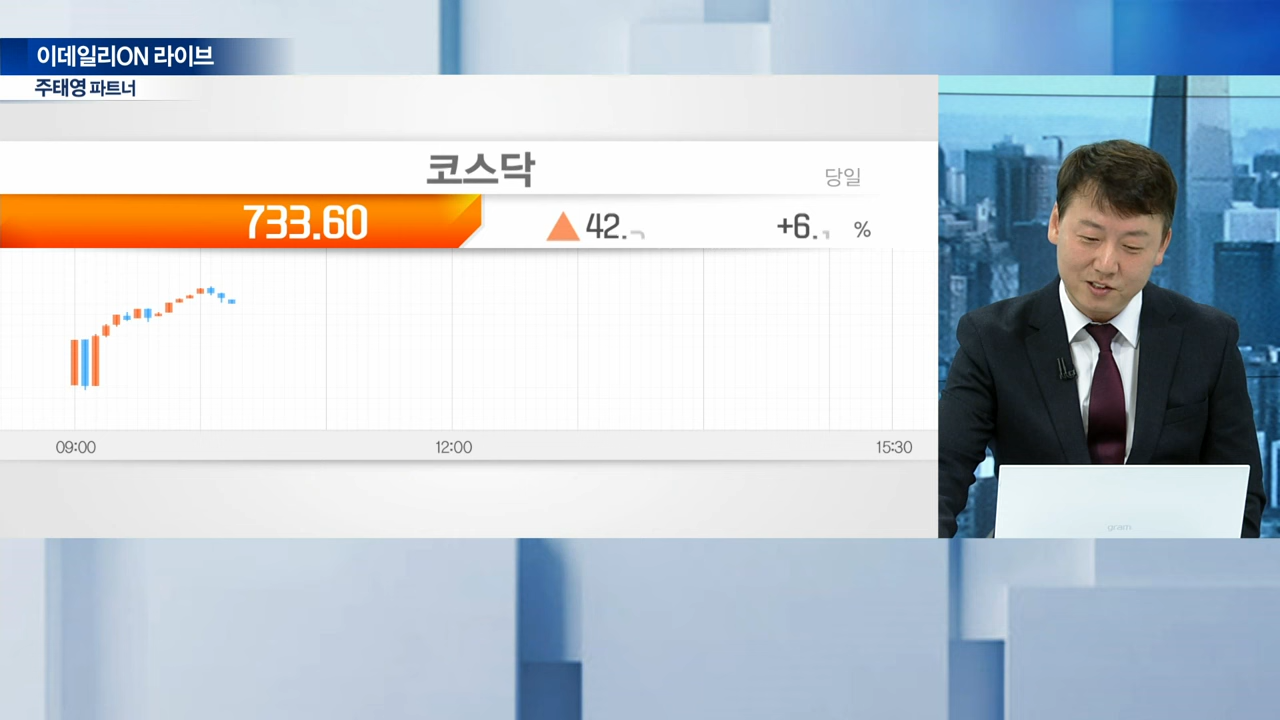 이데일리ON 라이브
주태영 파트너
코스닥
당일
733.60
▲ 42.
+6. %
09:00
12:00
15:30
gram